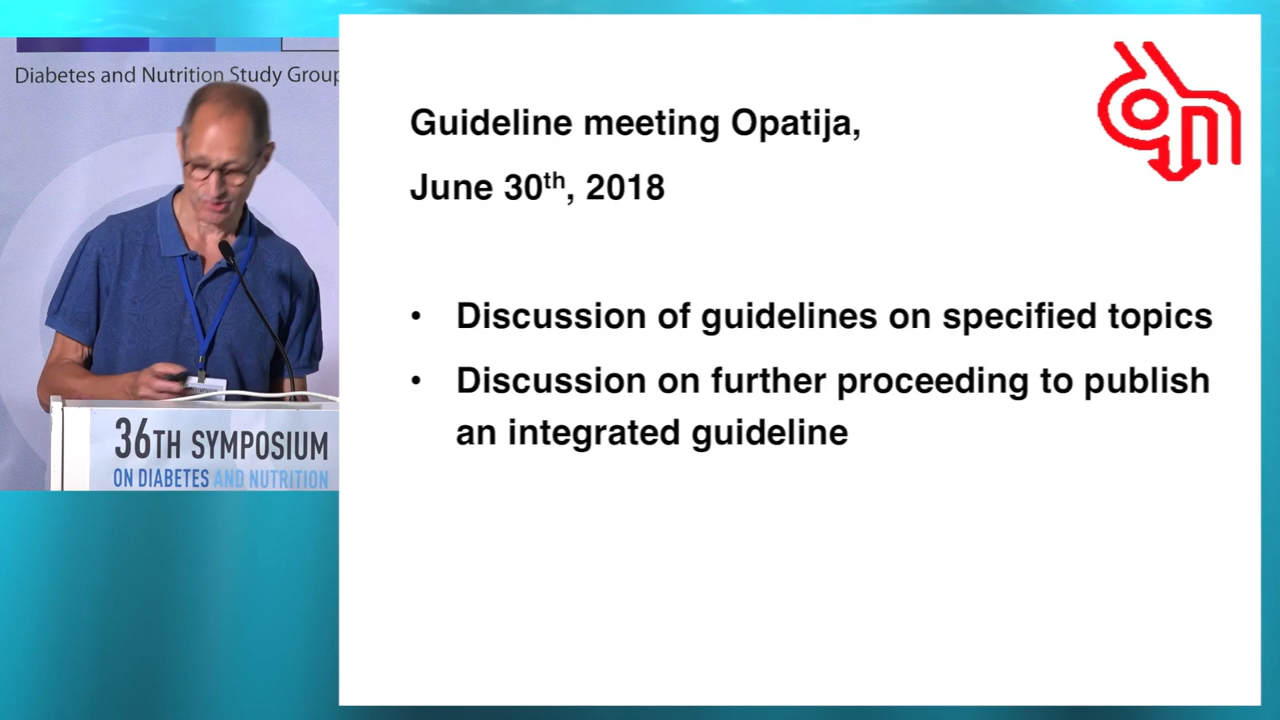 Diabetes and Nutrition Study Group
36TH SYMPOSIUM
ON DIABETES AND NUTRITION
Guideline meeting Opatija,
June 30th, 2018
• Discussion of guidelines on specified topics
• Discussion on further proceeding to publish
an integrated guideline